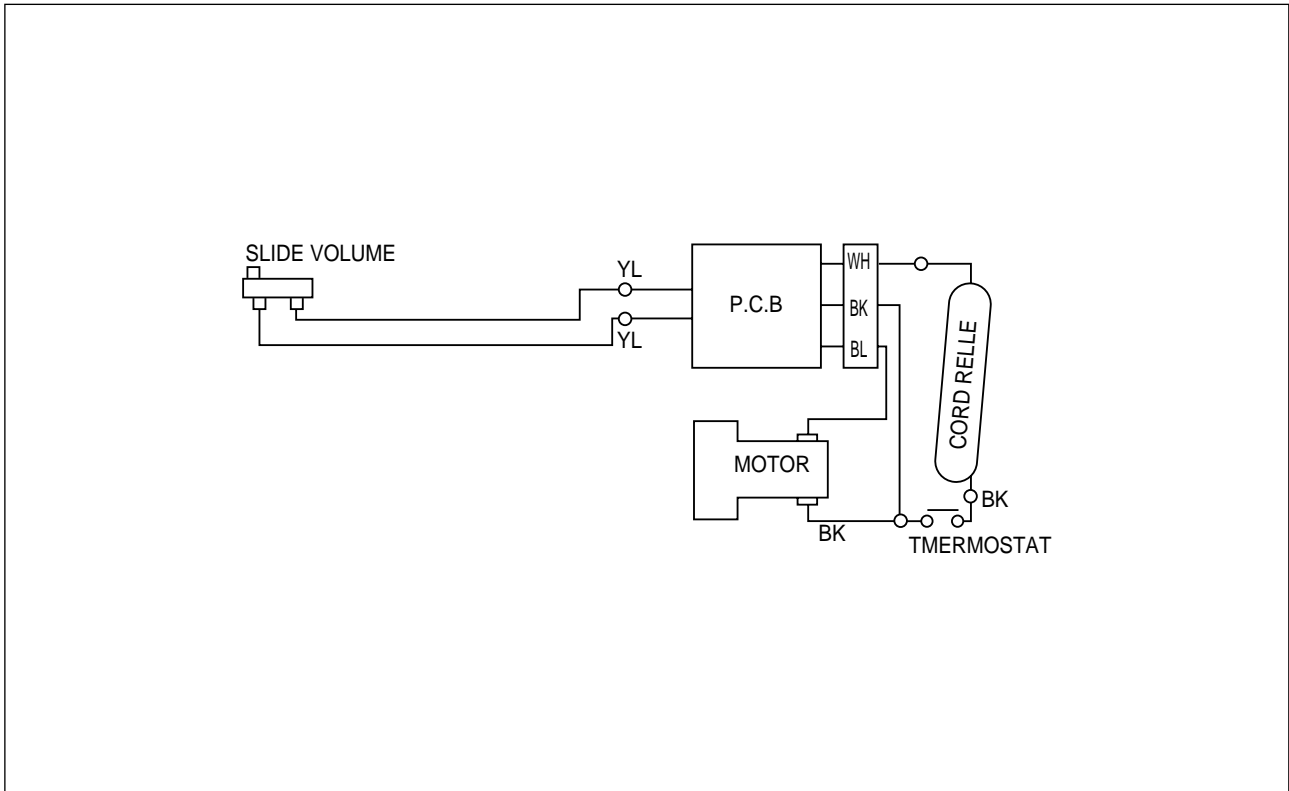 SLIDE VOLUME
YL
YL
P.C.B
WH
BK
BL
CORD RELLE
MOTOR
BK
BK
TMERMOSTAT